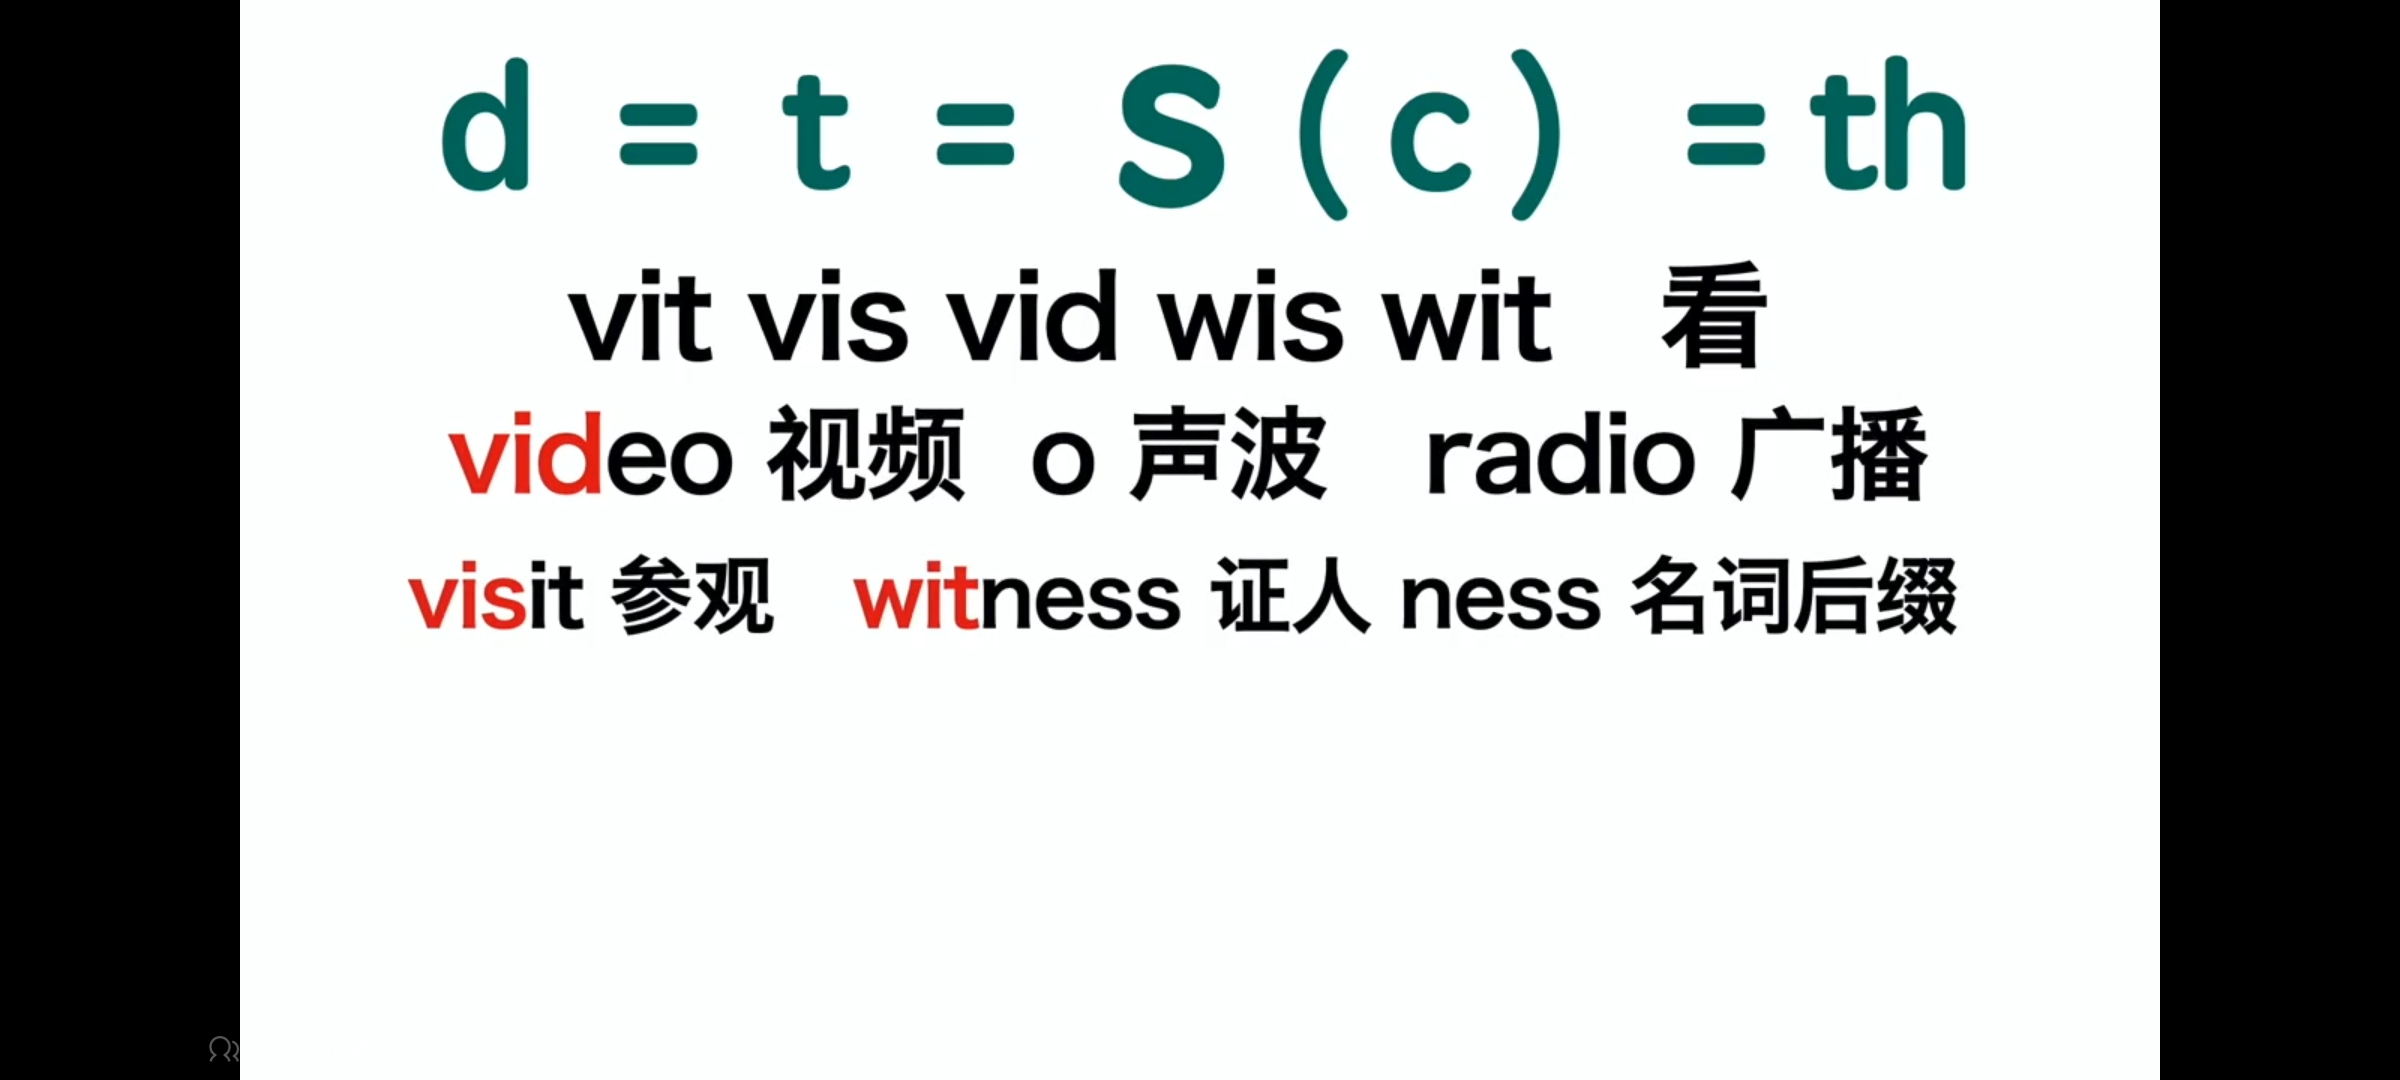 d = t = S (c) = th
vit vis vid wis wit 看
video 视频 o 声波 radio 广播
visit 参观 witness 证人 ness 名词后缀